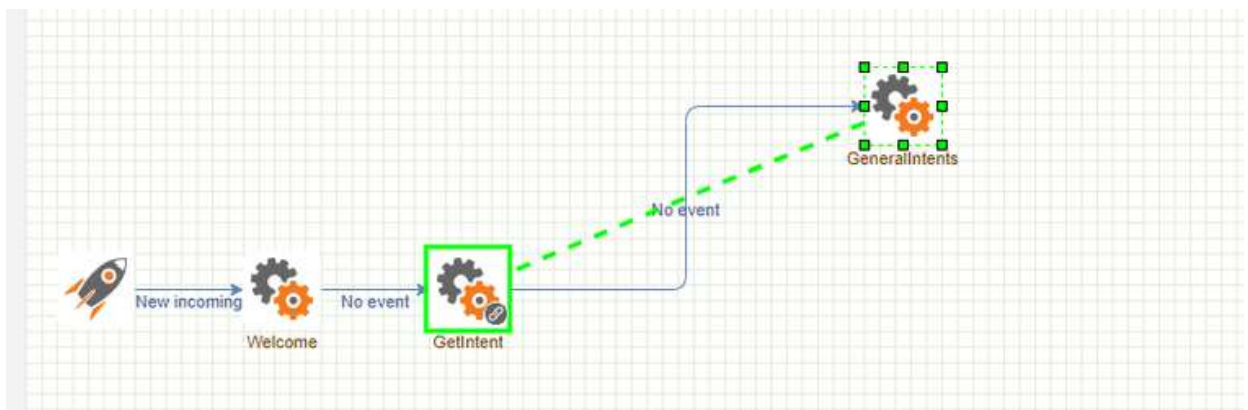 GeneralIntents
No event
New incoming
No event
Welcome
GetIntent